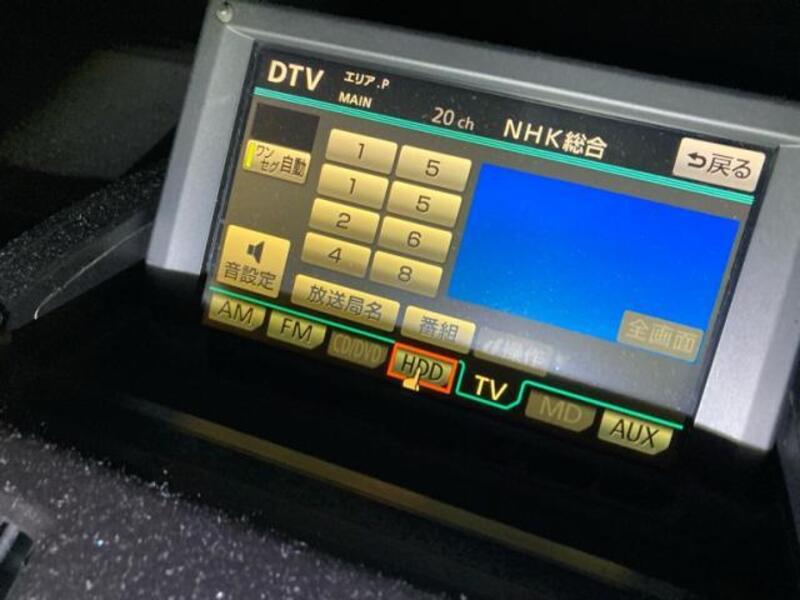 DTV エリア.P
MAIN 20 ch NHK総合 戻る
ワンセグ自動
1 5
1 5
2 6
4 8
音設定
放送局名 番組 操作 全画面
AM FM CD/DVD HDD TV MD AUX